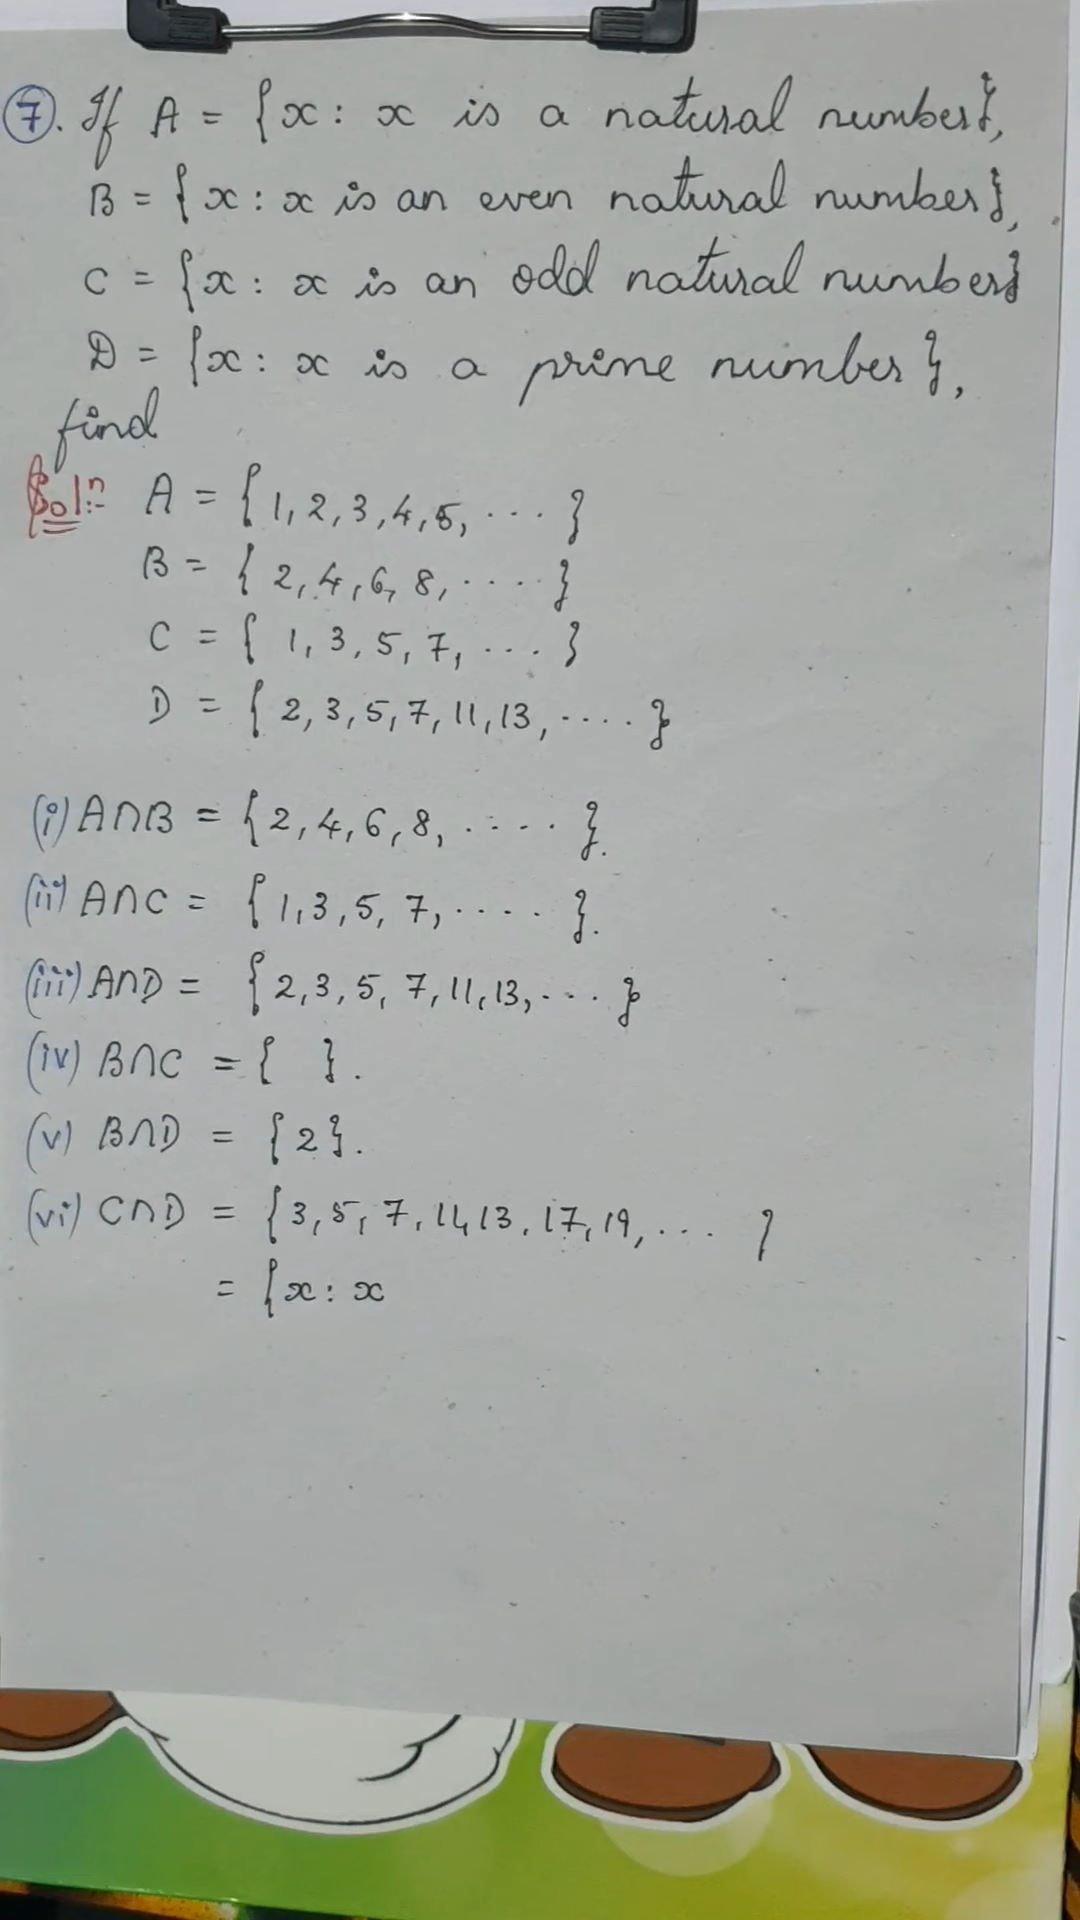 7. If A = {x : x is a natural number},
B = {x : x is an even natural number},
C = {x : x is an odd natural number}
D = {x : x is a prime number},
find
Solⁿ:- A = {1, 2, 3, 4, 5, ... }
B = { 2, 4, 6, 8, .... }
C = { 1, 3, 5, 7, ... }
D = { 2, 3, 5, 7, 11, 13, .... }
(i) A∩B = {2, 4, 6, 8, .... }.
(ii) A∩C = {1, 3, 5, 7, .... }.
(iii) A∩D = {2, 3, 5, 7, 11, 13, ... }
(iv) B∩C = { }.
(v) B∩D = {2}.
(vi) C∩D = {3, 5, 7, 11, 13, 17, 19, ... }
= {x : x